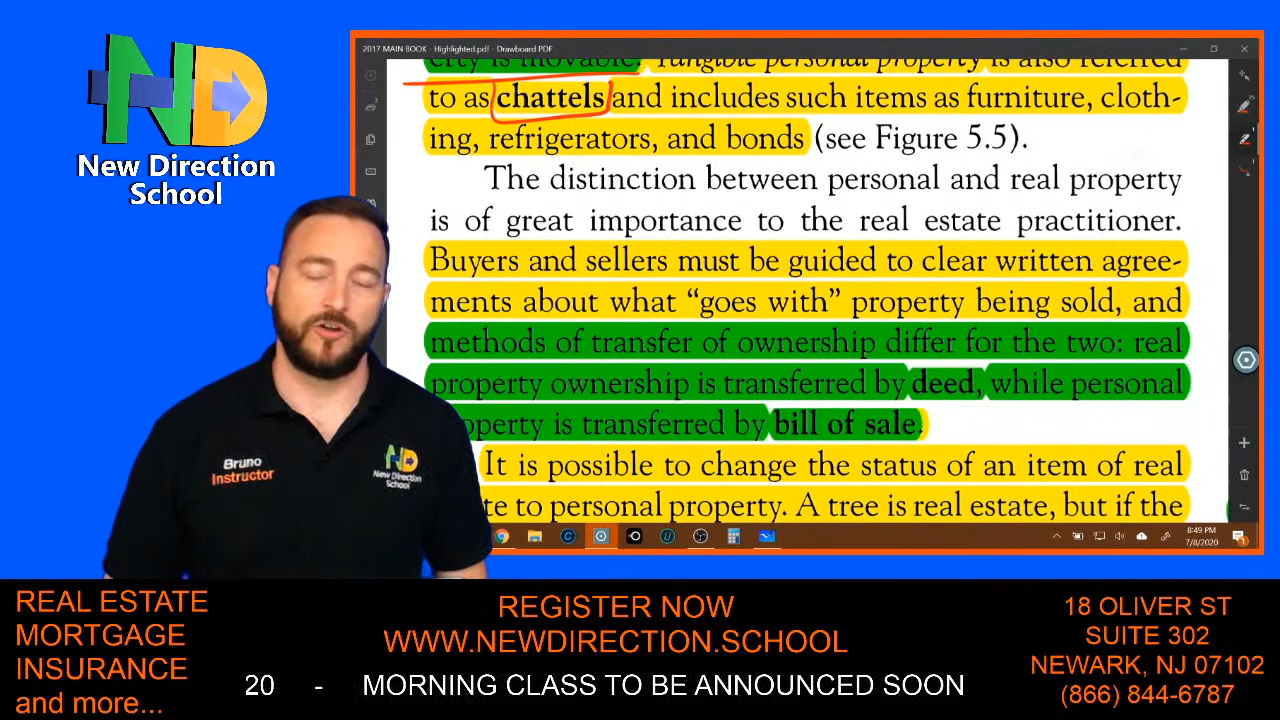 ND
New Direction
School
2017 MAIN BOOK - Highlighted.pdf - Drawboard PDF
erty is movable. Tangible personal property is also referred
to as chattels and includes such items as furniture, cloth-
ing, refrigerators, and bonds (see Figure 5.5).
The distinction between personal and real property
is of great importance to the real estate practitioner.
Buyers and sellers must be guided to clear written agree-
ments about what “goes with” property being sold, and
methods of transfer of ownership differ for the two: real
property ownership is transferred by deed, while personal
operty is transferred by bill of sale.
It is possible to change the status of an item of real
te to personal property. A tree is real estate, but if the
Bruno
Instructor
ND
New Direction
School
8:49 PM
7/8/2020
REAL ESTATE
MORTGAGE
INSURANCE
and more...
REGISTER NOW
WWW.NEWDIRECTION.SCHOOL
20 - MORNING CLASS TO BE ANNOUNCED SOON
18 OLIVER ST
SUITE 302
NEWARK, NJ 07102
(866) 844-6787